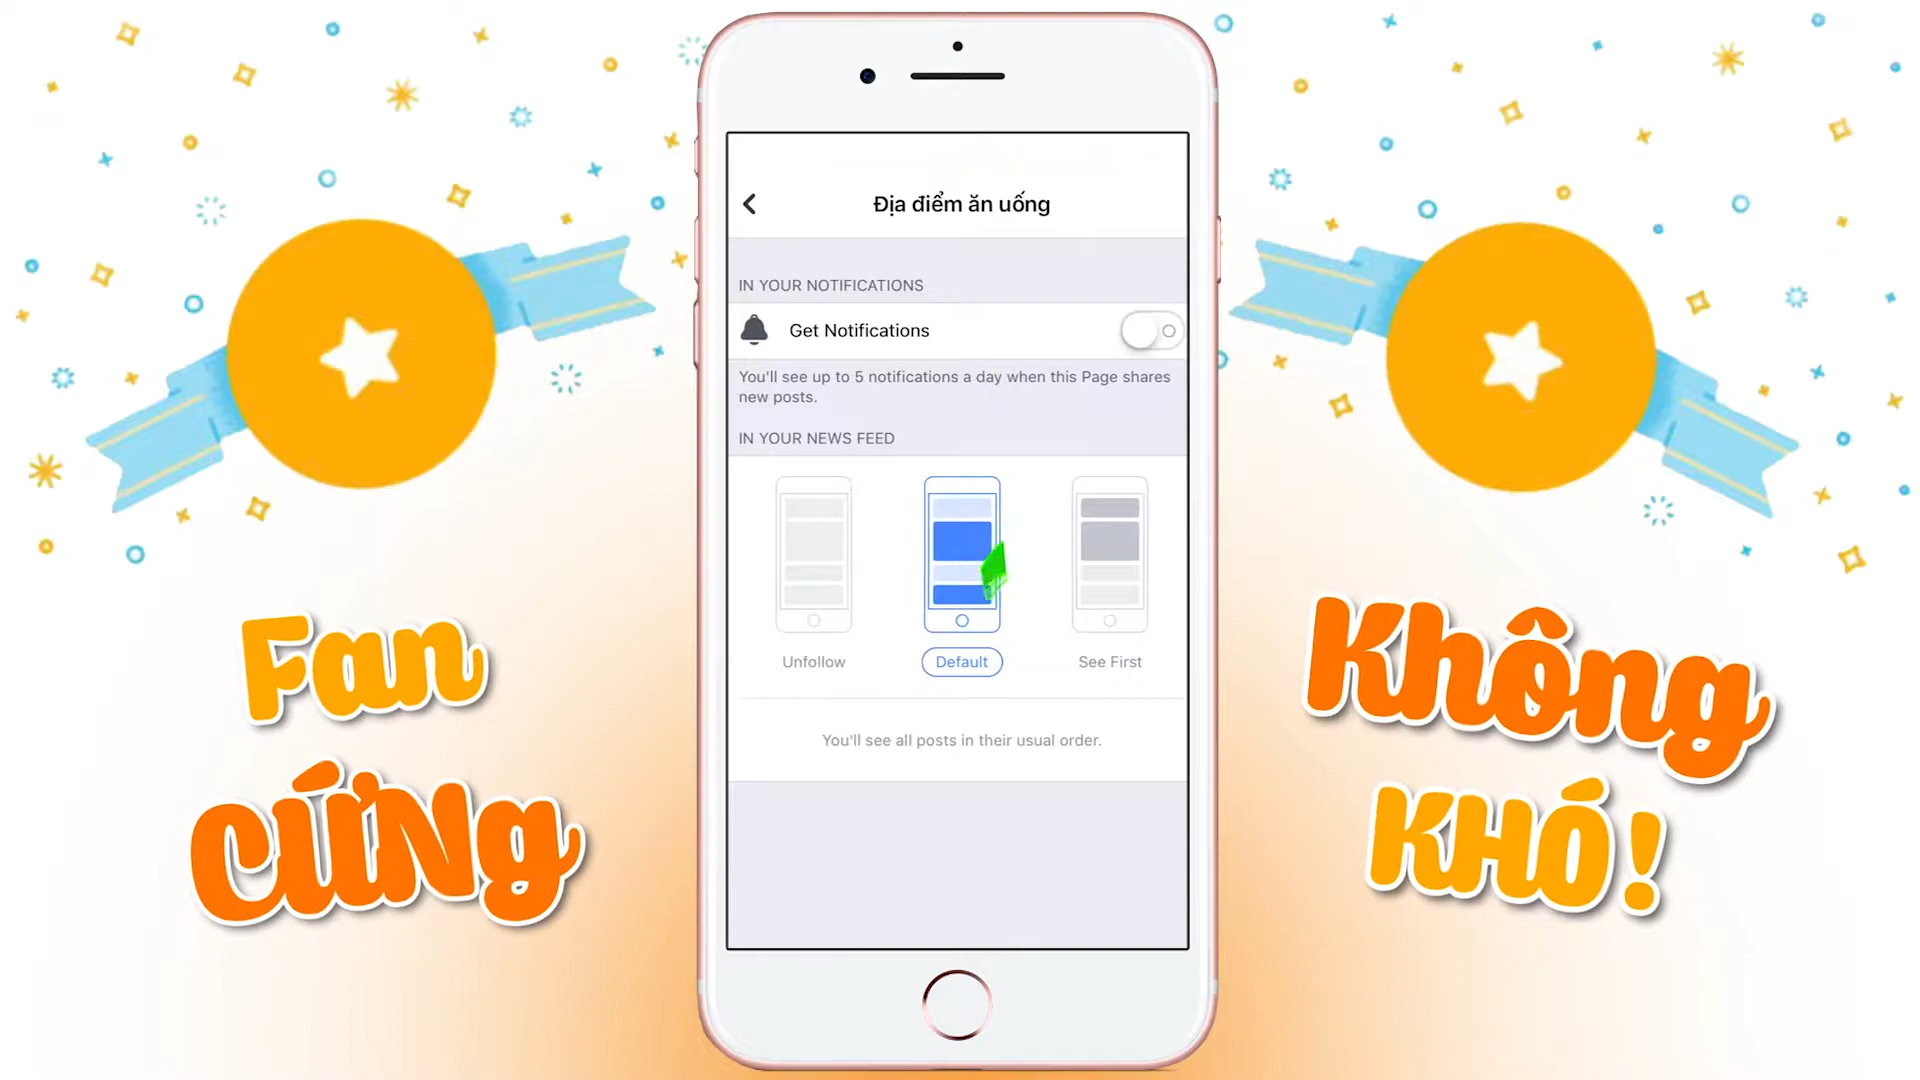 Địa điểm ăn uống
IN YOUR NOTIFICATIONS
Get Notifications
You'll see up to 5 notifications a day when this Page shares
new posts.
IN YOUR NEWS FEED
Unfollow
Default
See First
You'll see all posts in their usual order.
Fan
CỨNg
Không
KHÓ!